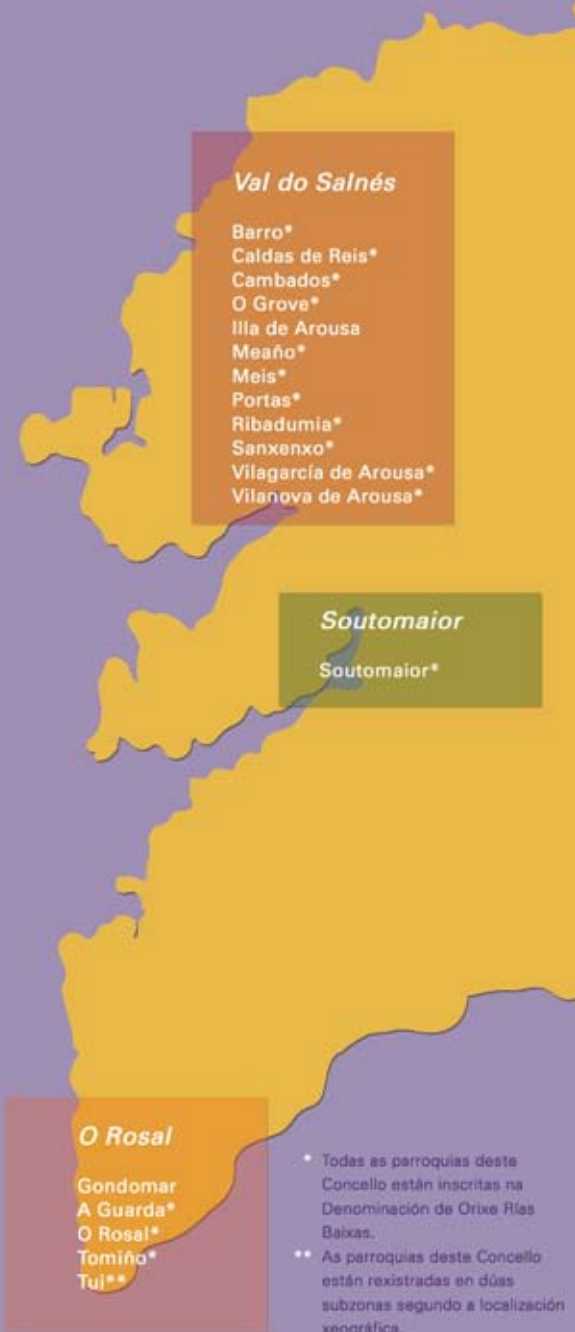 Val do Salnés
Barro*
Caldas de Reis*
Cambados*
O Grove*
Illa de Arousa
Meaño*
Meis*
Portas*
Ribadumia*
Sanxenxo*
Vilagarcía de Arousa*
Vilanova de Arousa*
Soutomaior
Soutomaior*
O Rosal
Gondomar
A Guarda*
O Rosal*
Tomiño*
Tui**
* Todas as parroquias deste
Concello están inscritas na
Denominación de Orixe Rías
Baixas.
** As parroquias deste Concello
están rexistradas en dúas
subzonas segundo a localización
xeográfica.